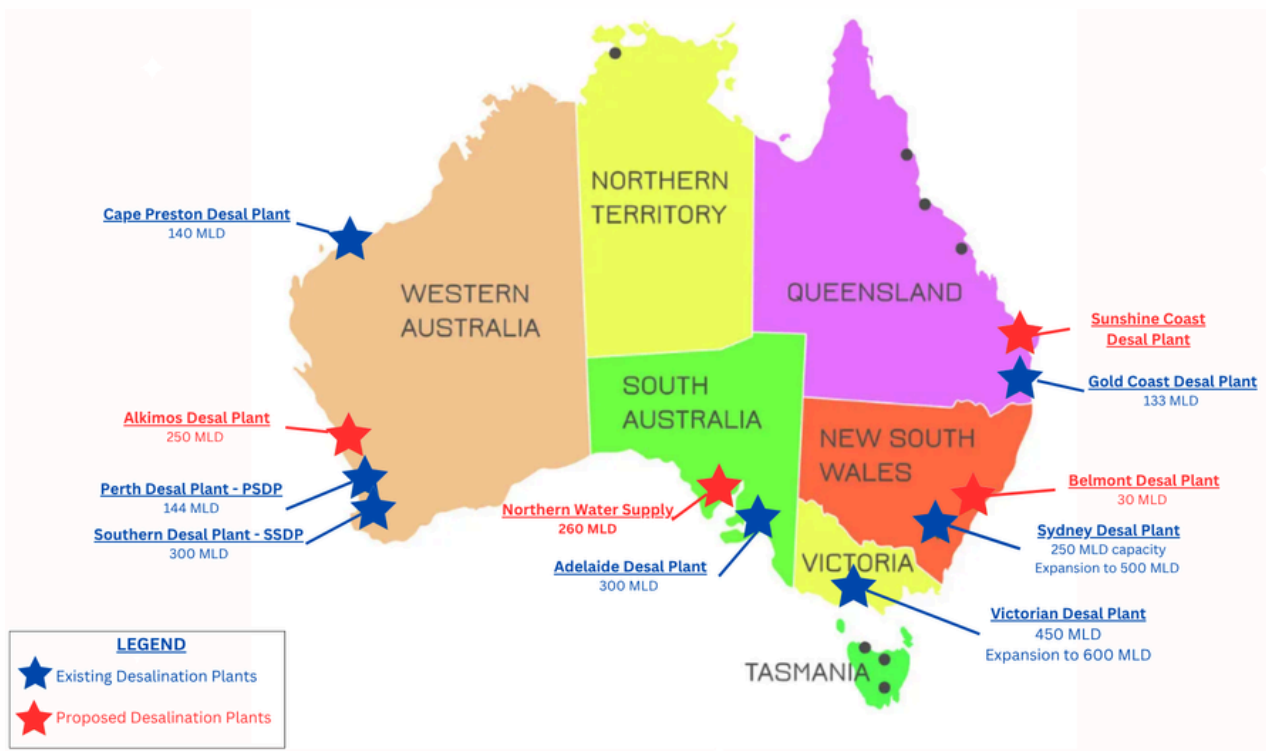 NORTHERN
TERRITORY
Cape Preston Desal Plant
140 MLD
WESTERN
AUSTRALIA
QUEENSLAND
Sunshine Coast
Desal Plant
Gold Coast Desal Plant
133 MLD
SOUTH
AUSTRALIA
Alkimos Desal Plant
250 MLD
NEW SOUTH
WALES
Perth Desal Plant - PSDP
144 MLD
Southern Desal Plant - SSDP
300 MLD
Northern Water Supply
260 MLD
Belmont Desal Plant
30 MLD
Sydney Desal Plant
250 MLD capacity
Expansion to 500 MLD
Adelaide Desal Plant
300 MLD
VICTORIA
Victorian Desal Plant
450 MLD
Expansion to 600 MLD
TASMANIA
LEGEND
Existing Desalination Plants
Proposed Desalination Plants